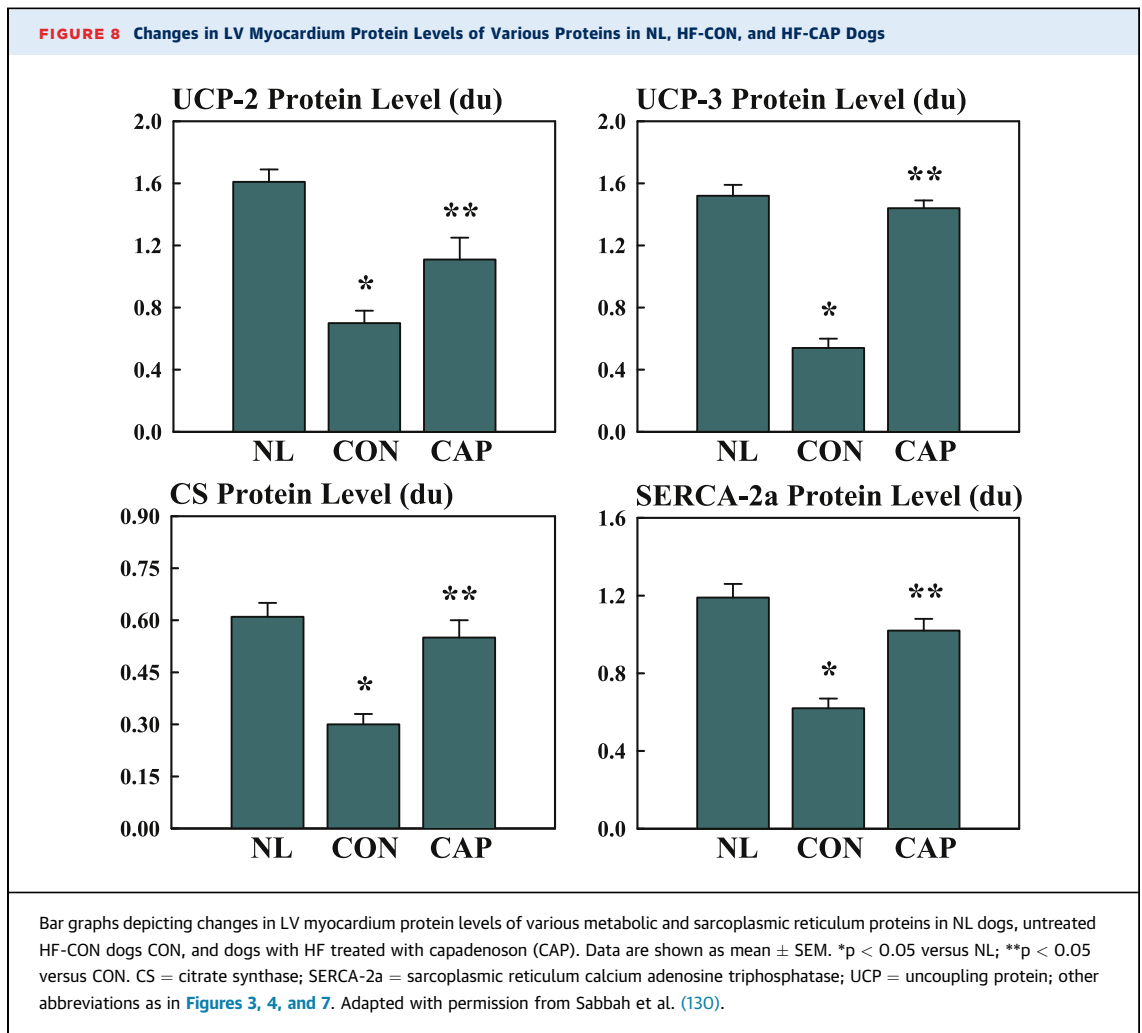 FIGURE 8 Changes in LV Myocardium Protein Levels of Various Proteins in NL, HF-CON, and HF-CAP Dogs
UCP-2 Protein Level (du)
2.0
1.6
1.2
0.8
0.4
0.0
*
**
NL CON CAP
UCP-3 Protein Level (du)
2.0
1.6
1.2
0.8
0.4
0.0
*
**
NL CON CAP
CS Protein Level (du)
0.90
0.75
0.60
0.45
0.30
0.15
0.00
*
**
NL CON CAP
SERCA-2a Protein Level (du)
1.6
1.2
0.8
0.4
0.0
*
**
NL CON CAP
Bar graphs depicting changes in LV myocardium protein levels of various metabolic and sarcoplasmic reticulum proteins in NL dogs, untreated
HF-CON dogs CON, and dogs with HF treated with capadenoson (CAP). Data are shown as mean ± SEM. *p < 0.05 versus NL; **p < 0.05
versus CON. CS = citrate synthase; SERCA-2a = sarcoplasmic reticulum calcium adenosine triphosphatase; UCP = uncoupling protein; other
abbreviations as in Figures 3, 4, and 7. Adapted with permission from Sabbah et al. (130).